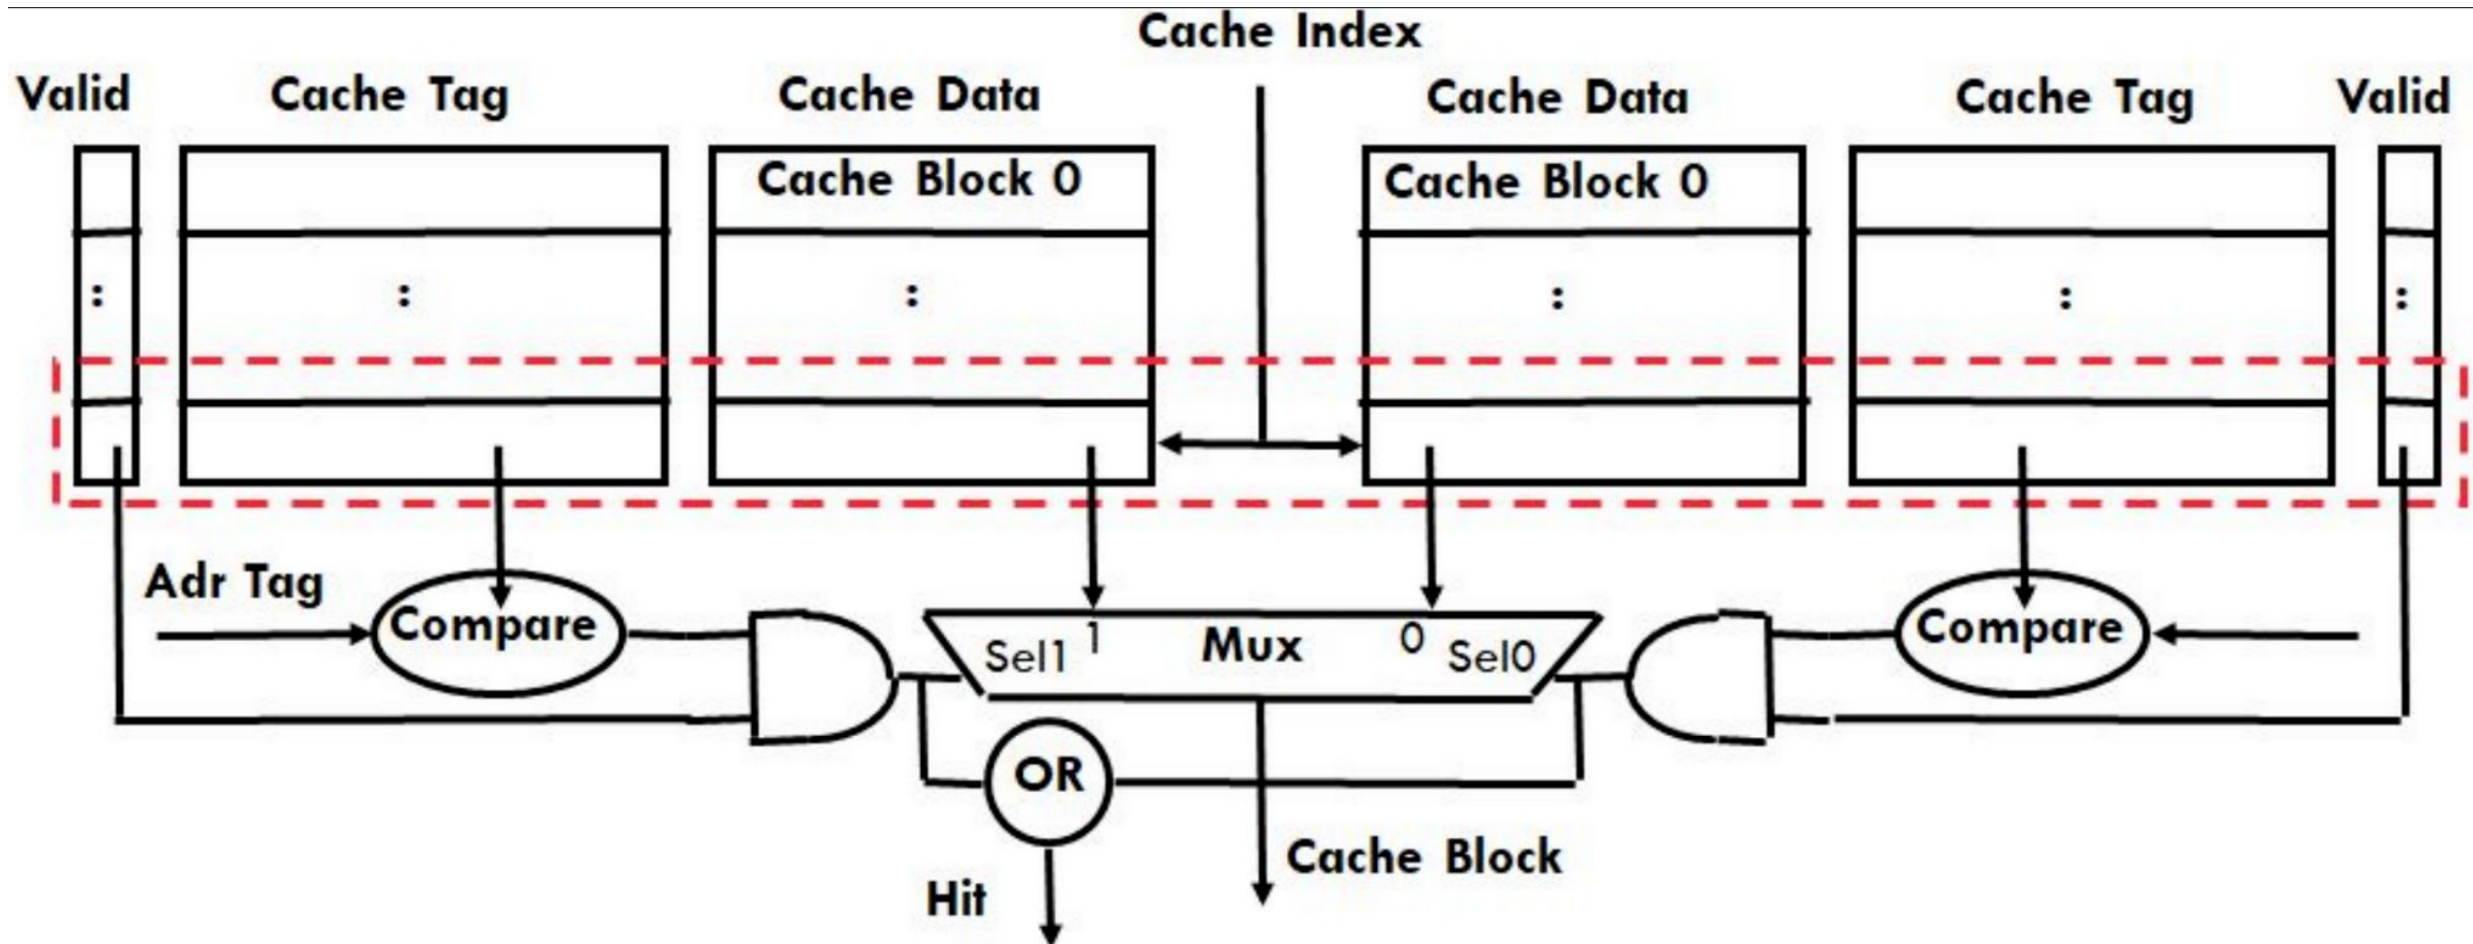 Cache Index
Valid Cache Tag Cache Data Cache Data Cache Tag Valid
Cache Block 0 Cache Block 0
: : : : : :
Adr Tag
Compare Sel1 1 Mux 0 Sel0 Compare
OR
Cache Block
Hit